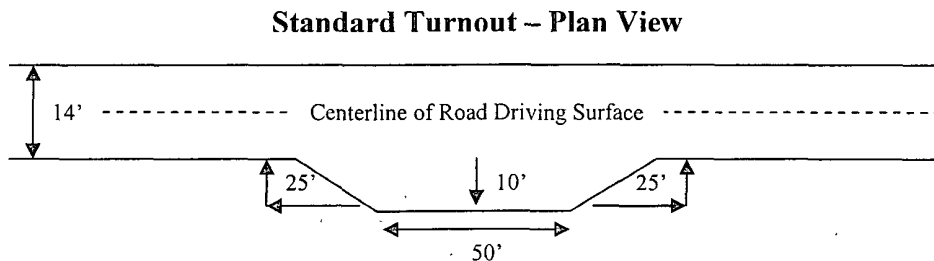 Standard Turnout – Plan View
14'
Centerline of Road Driving Surface
25'
10'
25'
50'